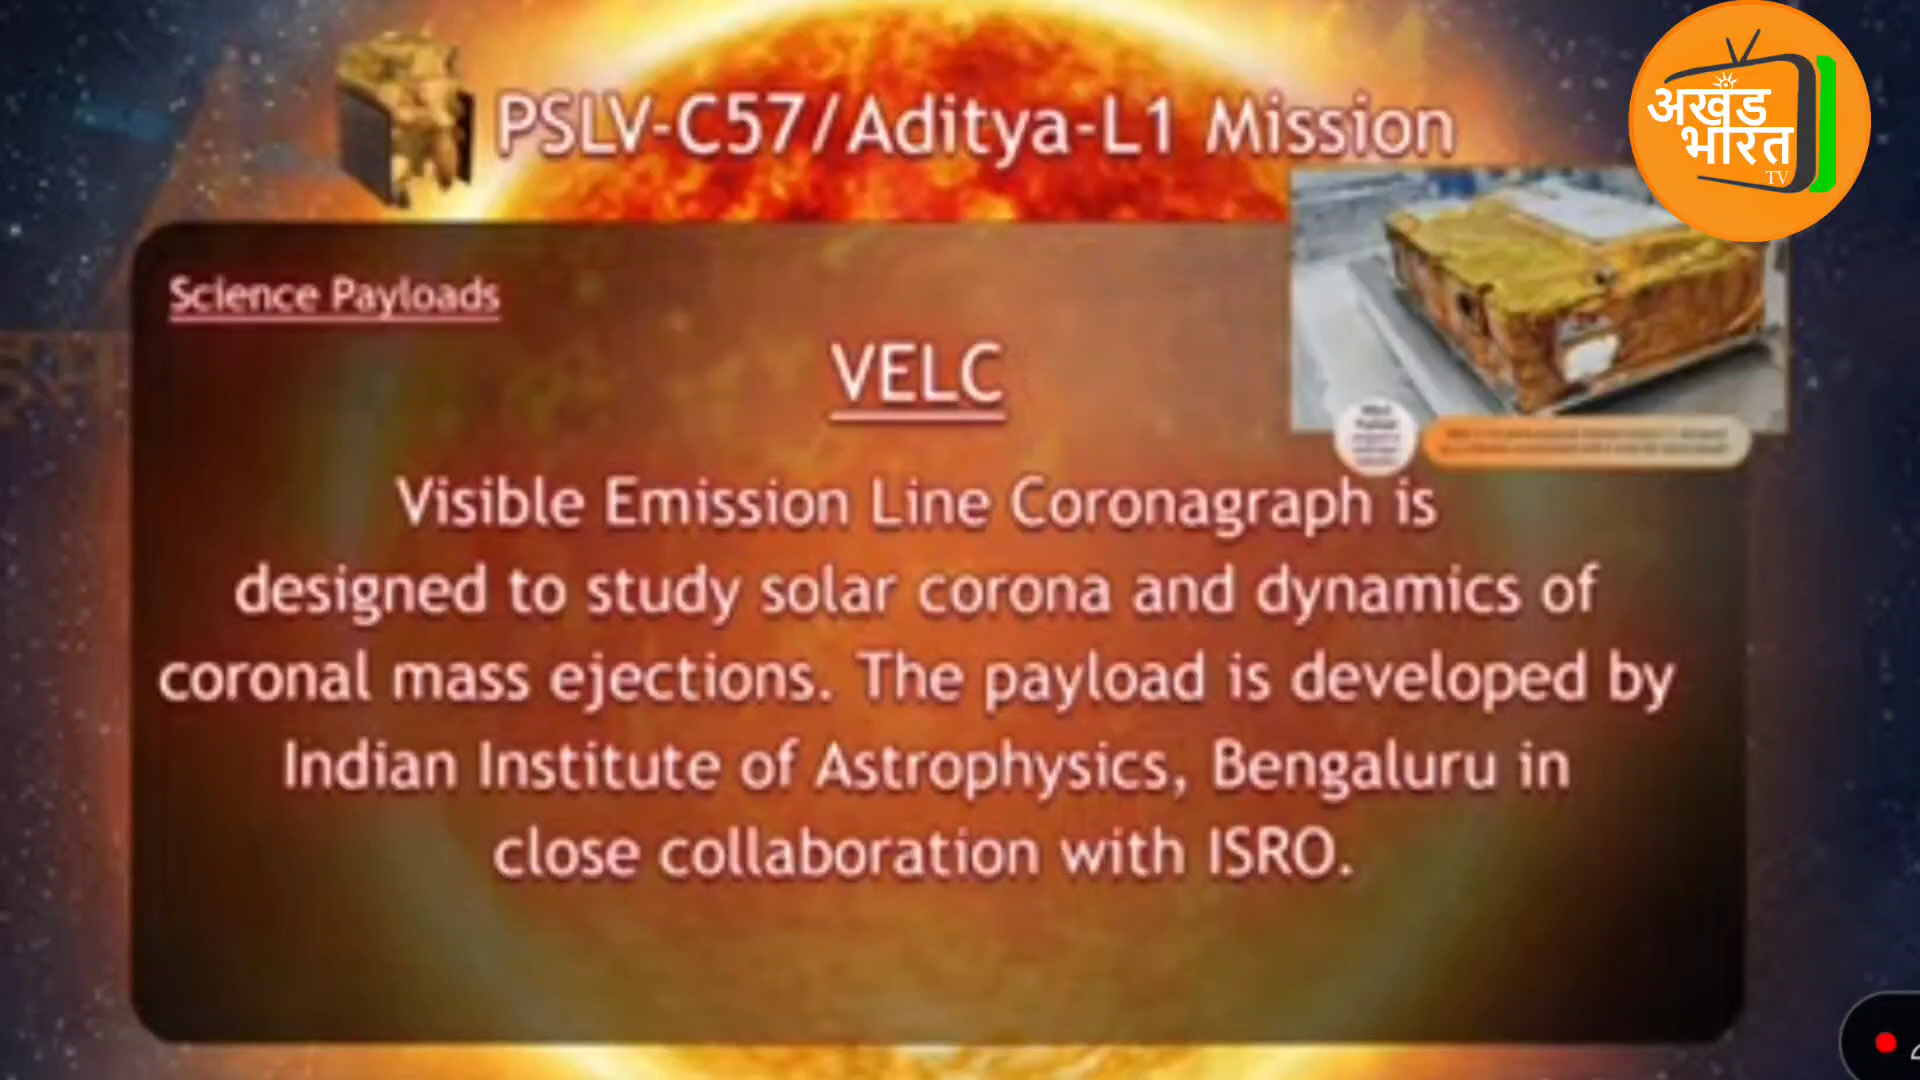 PSLV-C57/Aditya-L1 Mission
अखंड
भारत
TV
Science Payloads
VELC
Visible Emission Line Coronagraph is
designed to study solar corona and dynamics of
coronal mass ejections. The payload is developed by
Indian Institute of Astrophysics, Bengaluru in
close collaboration with ISRO.